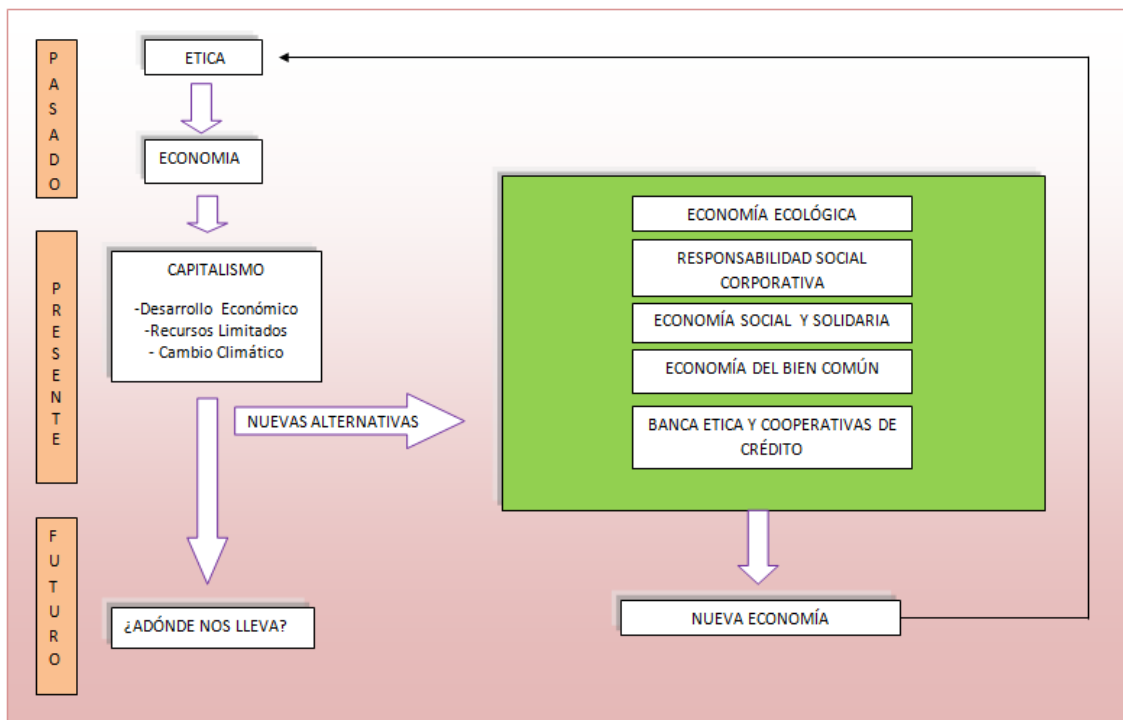 PASADO
ETICA
ECONOMIA
PRESENTE
CAPITALISMO
-Desarrollo Económico
-Recursos Limitados
- Cambio Climático
NUEVAS ALTERNATIVAS
ECONOMÍA ECOLÓGICA
RESPONSABILIDAD SOCIAL
CORPORATIVA
ECONOMÍA SOCIAL Y SOLIDARIA
ECONOMÍA DEL BIEN COMÚN
BANCA ETICA Y COOPERATIVAS DE
CRÉDITO
FUTURO
¿ADÓNDE NOS LLEVA?
NUEVA ECONOMÍA